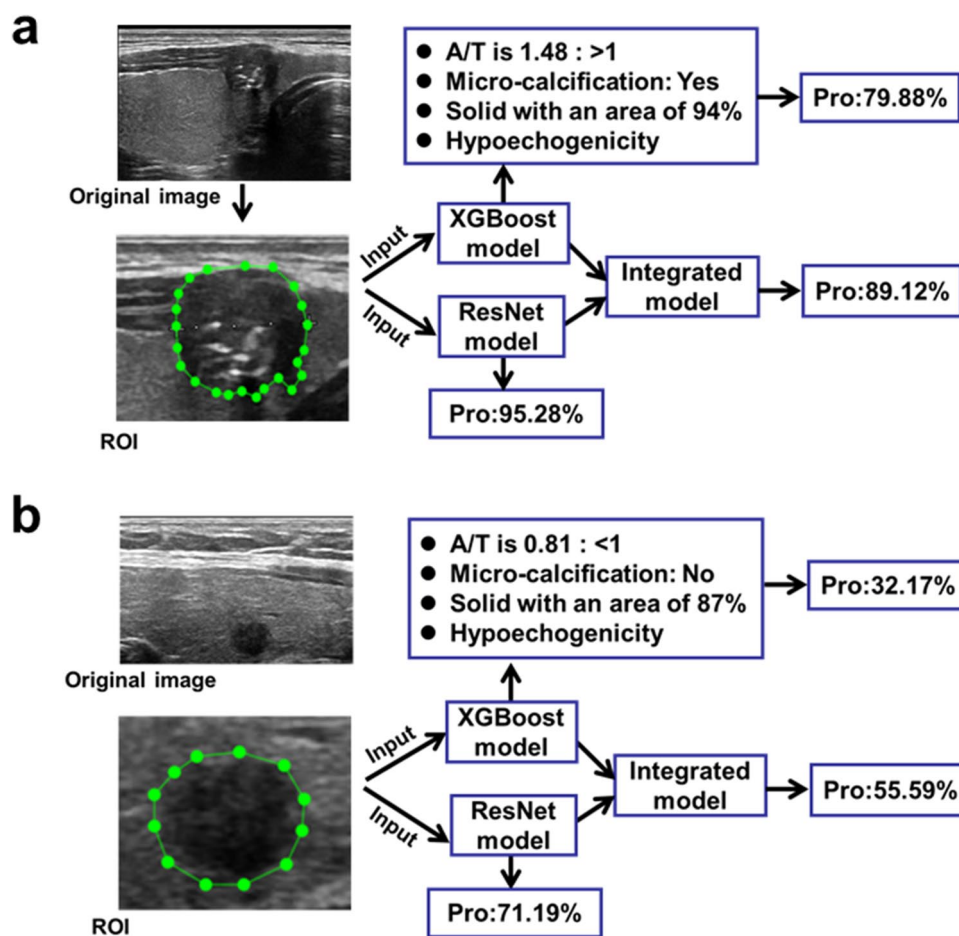 a
● A/T is 1.48 : >1
● Micro-calcification: Yes
● Solid with an area of 94%
● Hypoechogenicity
Pro:79.88%
Original image
Input
XGBoost
model
Integrated
model
Pro:89.12%
Input
ResNet
model
Pro:95.28%
ROI
b
● A/T is 0.81 : <1
● Micro-calcification: No
● Solid with an area of 87%
● Hypoechogenicity
Pro:32.17%
Original image
Input
XGBoost
model
Integrated
model
Pro:55.59%
Input
ResNet
model
Pro:71.19%
ROI